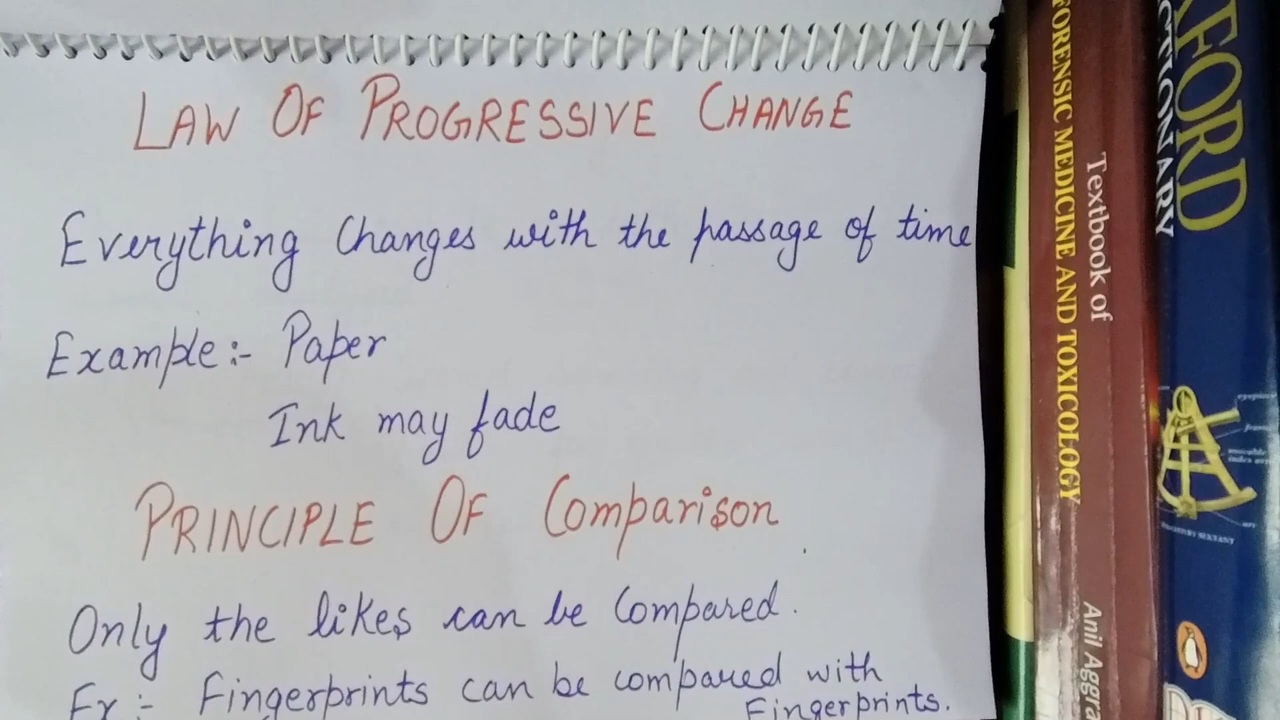 LAW OF PROGRESSIVE CHANGE
Everything Changes with the passage of time
Example:- Paper
Ink may fade
PRINCIPLE OF Comparison
Only the likes can be Compared.
Ex:- Fingerprints can be compared with
Fingerprints.
Textbook of
FORENSIC MEDICINE AND TOXICOLOGY
Anil Aggra
XFORD
CTIONARY